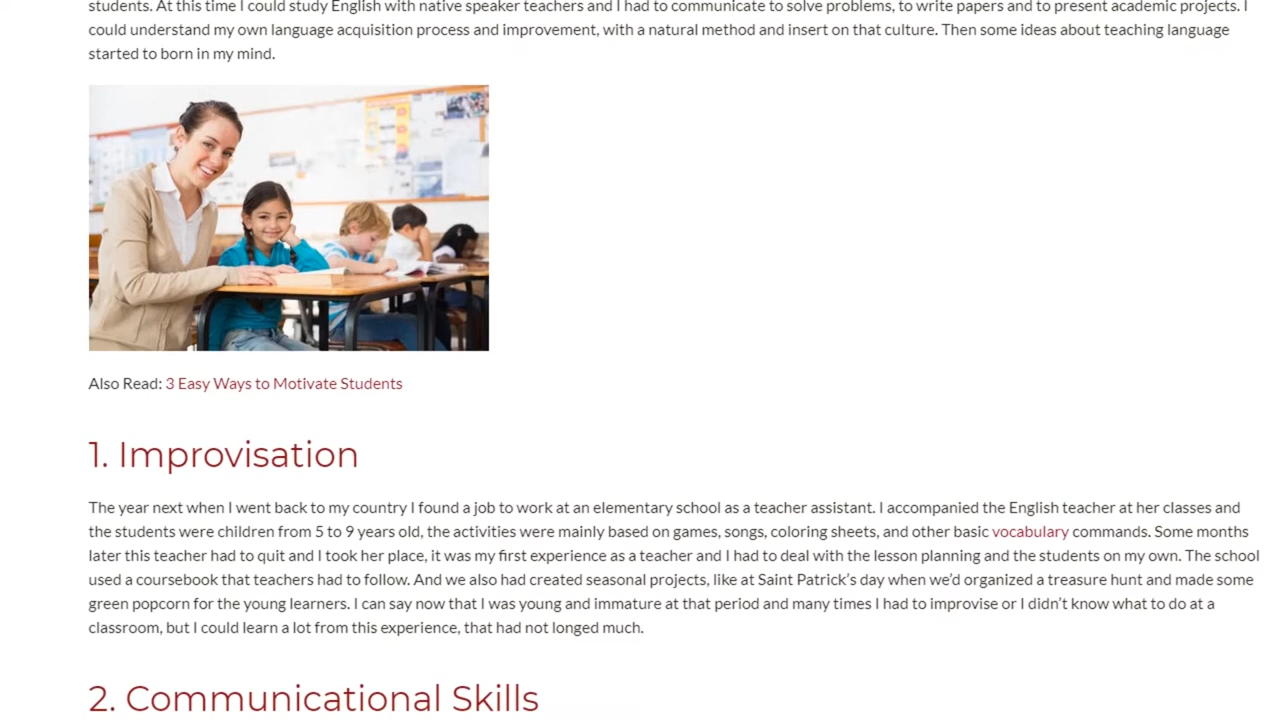 students. At this time I could study English with native speaker teachers and I had to communicate to solve problems, to write papers and to present academic projects. I
could understand my own language acquisition process and improvement, with a natural method and insert on that culture. Then some ideas about teaching language
started to born in my mind.
Also Read: 3 Easy Ways to Motivate Students
1. Improvisation
The year next when I went back to my country I found a job to work at an elementary school as a teacher assistant. I accompanied the English teacher at her classes and
the students were children from 5 to 9 years old, the activities were mainly based on games, songs, coloring sheets, and other basic vocabulary commands. Some months
later this teacher had to quit and I took her place, it was my first experience as a teacher and I had to deal with the lesson planning and the students on my own. The school
used a coursebook that teachers had to follow. And we also had created seasonal projects, like at Saint Patrick's day when we'd organized a treasure hunt and made some
green popcorn for the young learners. I can say now that I was young and immature at that period and many times I had to improvise or I didn't know what to do at a
classroom, but I could learn a lot from this experience, that had not longed much.
2. Communicational Skills